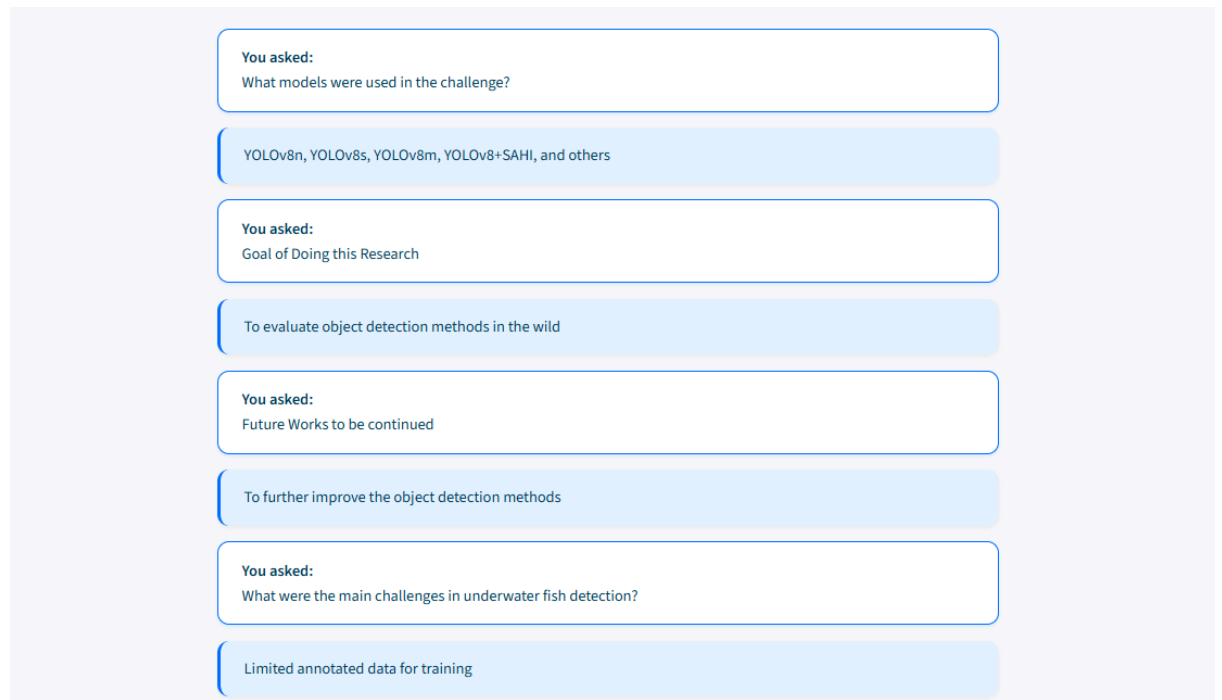 You asked:
What models were used in the challenge?
YOLOv8n, YOLOv8s, YOLOv8m, YOLOv8+SAHI, and others
You asked:
Goal of Doing this Research
To evaluate object detection methods in the wild
You asked:
Future Works to be continued
To further improve the object detection methods
You asked:
What were the main challenges in underwater fish detection?
Limited annotated data for training